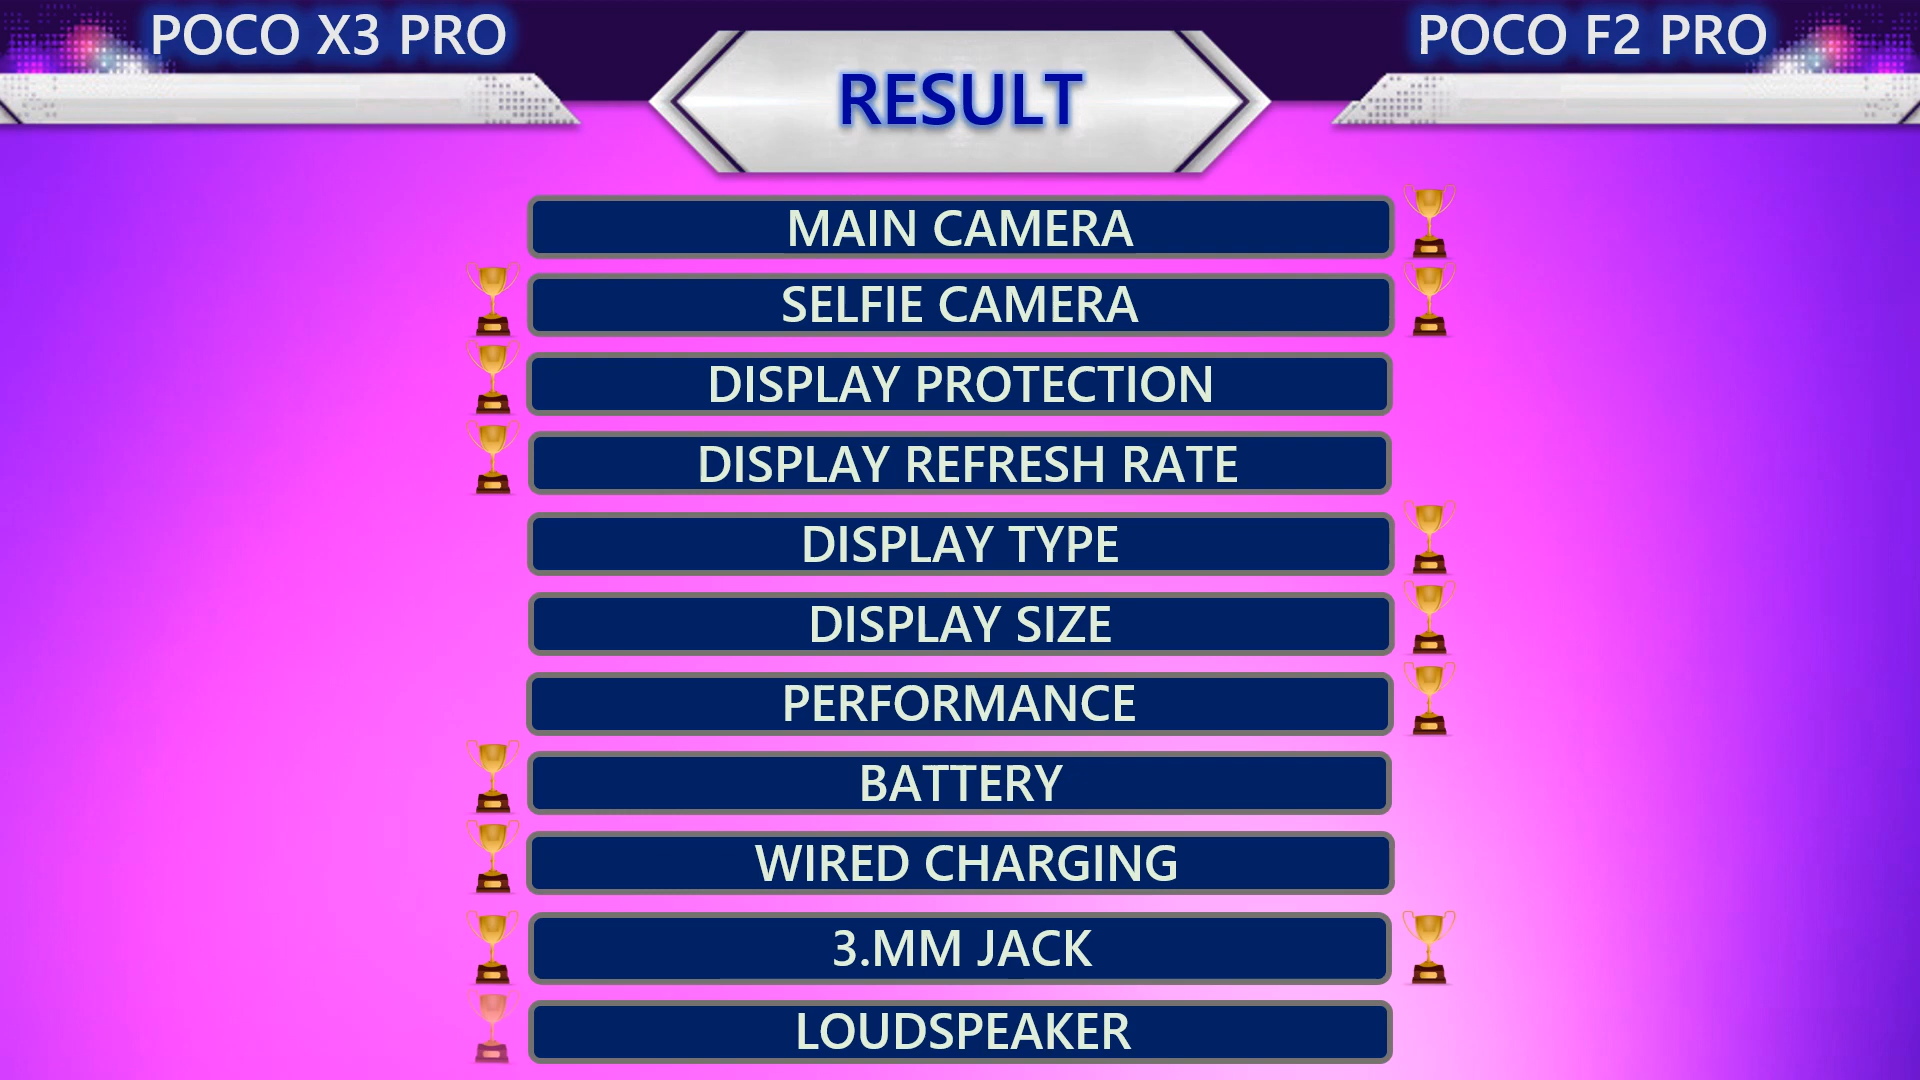 POCO X3 PRO
RESULT
POCO F2 PRO
MAIN CAMERA
SELFIE CAMERA
DISPLAY PROTECTION
DISPLAY REFRESH RATE
DISPLAY TYPE
DISPLAY SIZE
PERFORMANCE
BATTERY
WIRED CHARGING
3.MM JACK
LOUDSPEAKER